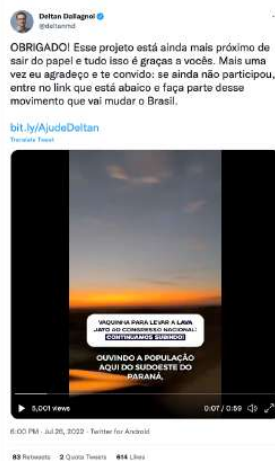 Deltan Dallagnol
@deltanmd
OBRIGADO! Esse projeto está ainda mais próximo de
sair do papel e tudo isso é graças a vocês. Mais uma
vez eu agradeço e te convido: se ainda não participou,
entre no link que está abaixo e faça parte desse
movimento que vai mudar o Brasil.
bit.ly/AjudeDeltan
Translate Tweet
VAQUINHA PARA LEVAR A LAVA
JATO AO CONGRESSO NACIONAL:
CONTINUAMOS SUBINDO!
OUVINDO A POPULAÇÃO
AQUI DO SUDOESTE DO
PARANÁ,
5,001 views
0:07 / 0:59
6:00 PM · Jul 26, 2022 · Twitter for Android
83 Retweets 2 Quote Tweets 614 Likes